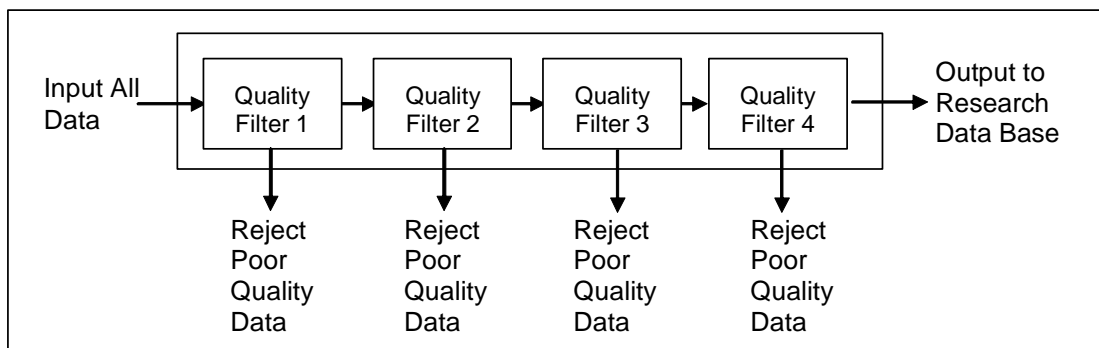 Input All
Data
Quality
Filter 1
Quality
Filter 2
Quality
Filter 3
Quality
Filter 4
Output to
Research
Data Base
Reject
Poor
Quality
Data
Reject
Poor
Quality
Data
Reject
Poor
Quality
Data
Reject
Poor
Quality
Data